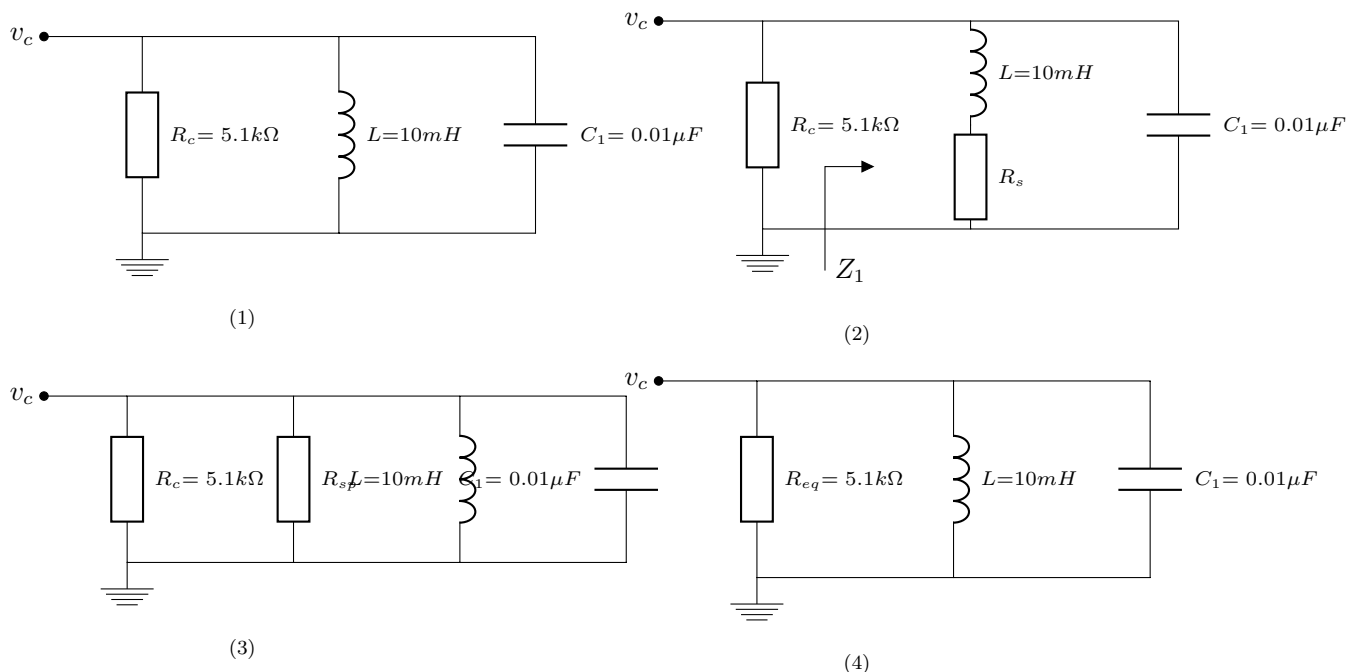 v_c
R_c= 5.1kΩ
L=10mH
C_1= 0.01μF
(1)
v_c
R_c= 5.1kΩ
L=10mH
R_s
C_1= 0.01μF
Z_1
(2)
v_c
R_c= 5.1kΩ
R_sp
L=10mH
C_1= 0.01μF
(3)
v_c
R_eq= 5.1kΩ
L=10mH
C_1= 0.01μF
(4)